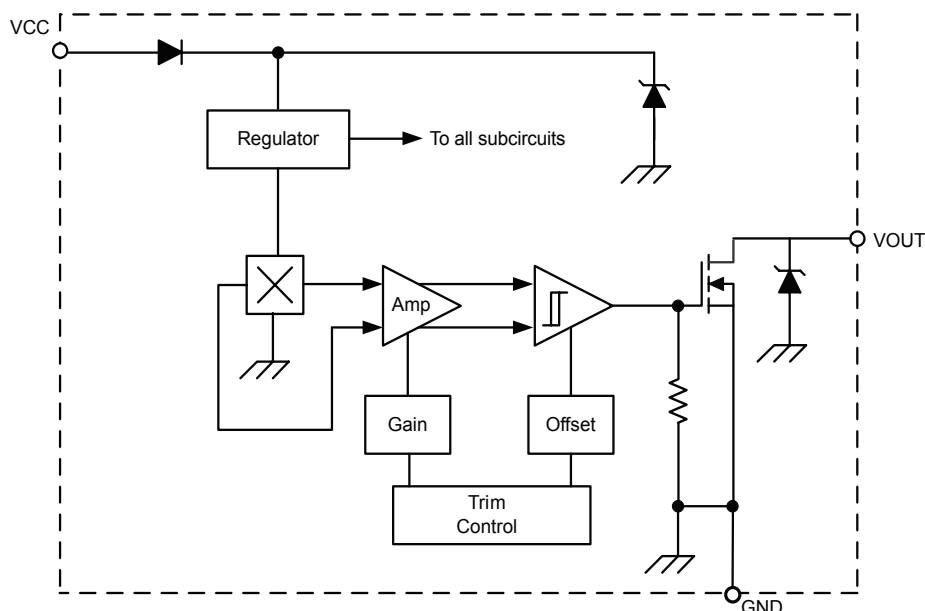 VCC
Regulator
To all subcircuits
VOUT
Amp
Gain
Offset
Trim
Control
GND